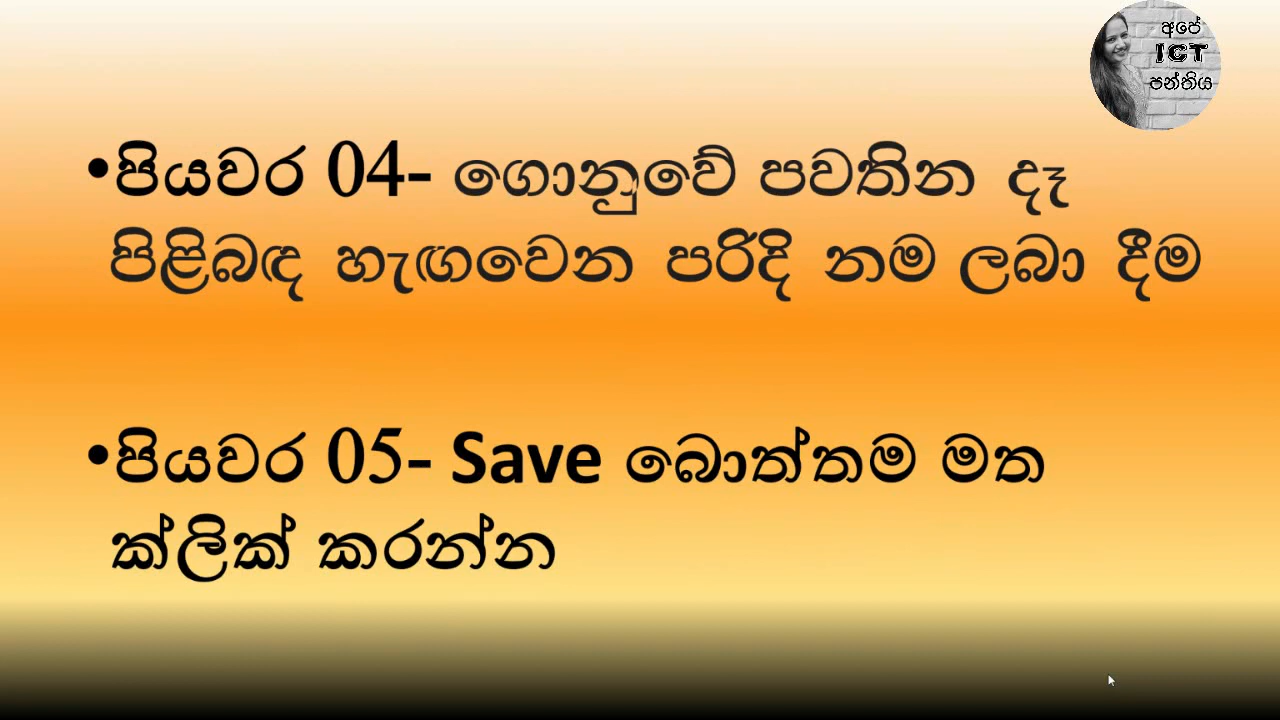 අපේ
ICT
පන්තිය
•පියවර 04- ගොනුවේ පවතින දෑ
පිළිබඳ හැඟවෙන පරිදි නම ලබා දීම
•පියවර 05- Save බොත්තම මත
ක්ලික් කරන්න